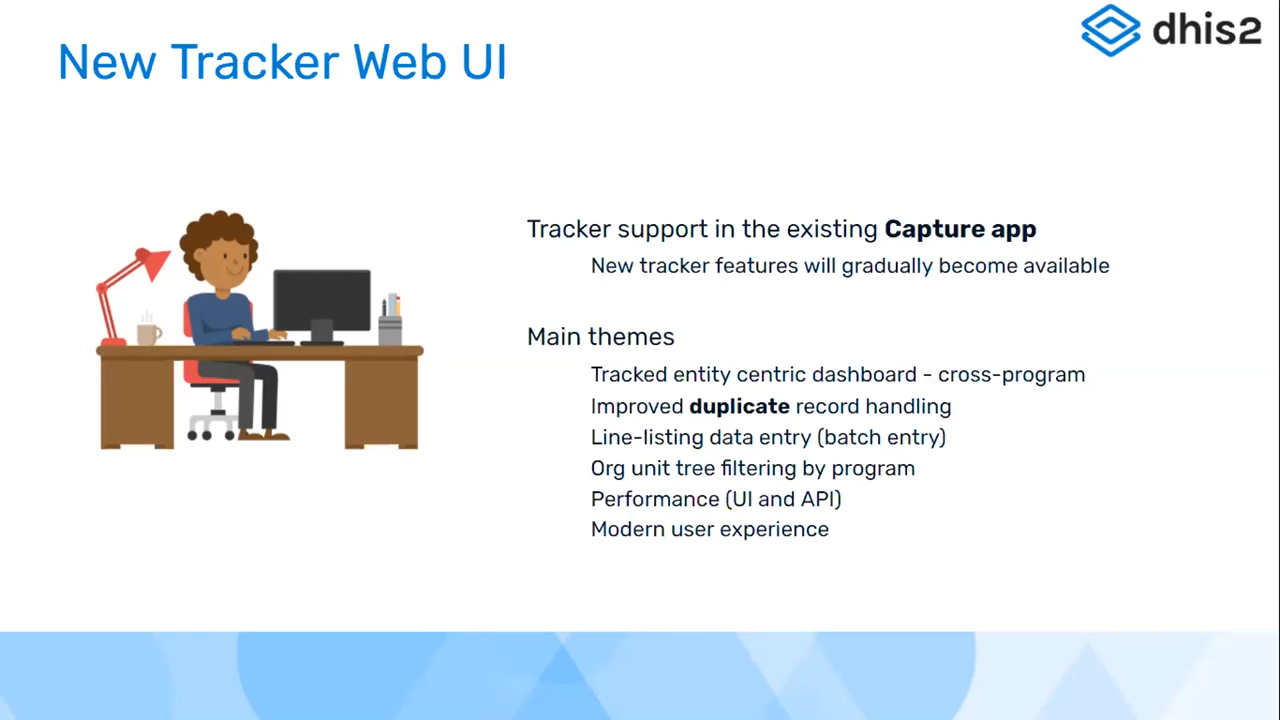 dhis2
New Tracker Web UI
Tracker support in the existing Capture app
New tracker features will gradually become available
Main themes
Tracked entity centric dashboard - cross-program
Improved duplicate record handling
Line-listing data entry (batch entry)
Org unit tree filtering by program
Performance (UI and API)
Modern user experience